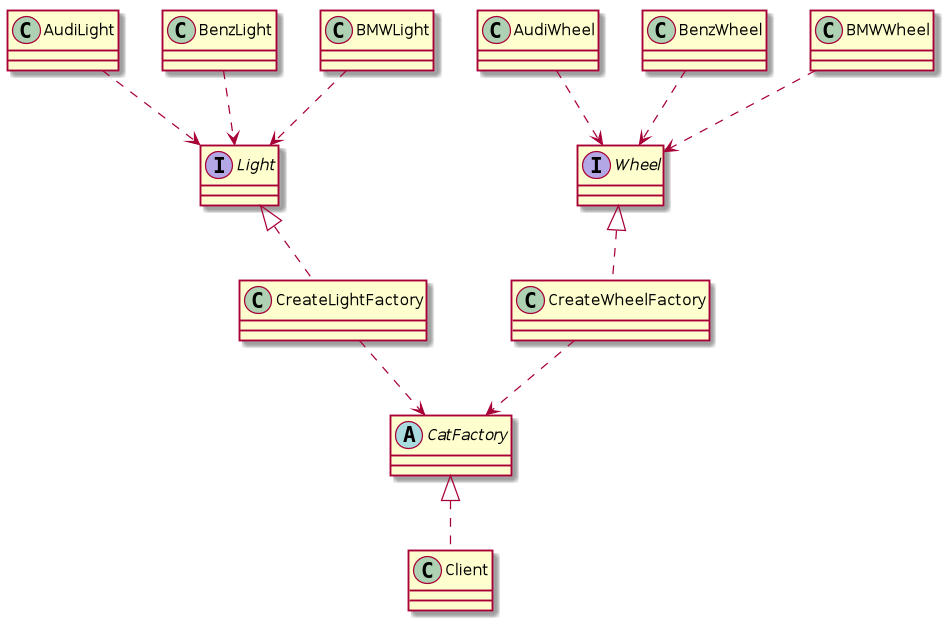 C AudiLight
C BenzLight
C BMWLight
C AudiWheel
C BenzWheel
C BMWWheel
I Light
I Wheel
C CreateLightFactory
C CreateWheelFactory
A CatFactory
C Client